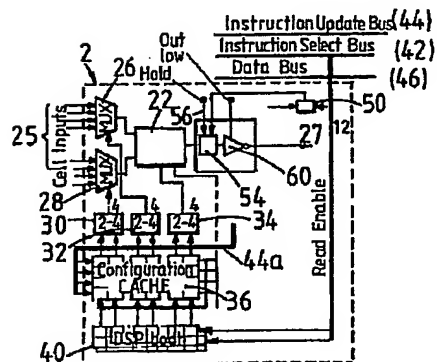 Instruction Update Bus (44)
Instruction Select Bus (42)
Data Bus (46)
Out
low
Hold
2
26
MUX
22
56
50
25
Cell Inputs
27
12
54
60
28
MUX
4
4
4
30
2-4
2-4
2-4
34
32
44a
Read Enable
Configuration
CACHE
36
40